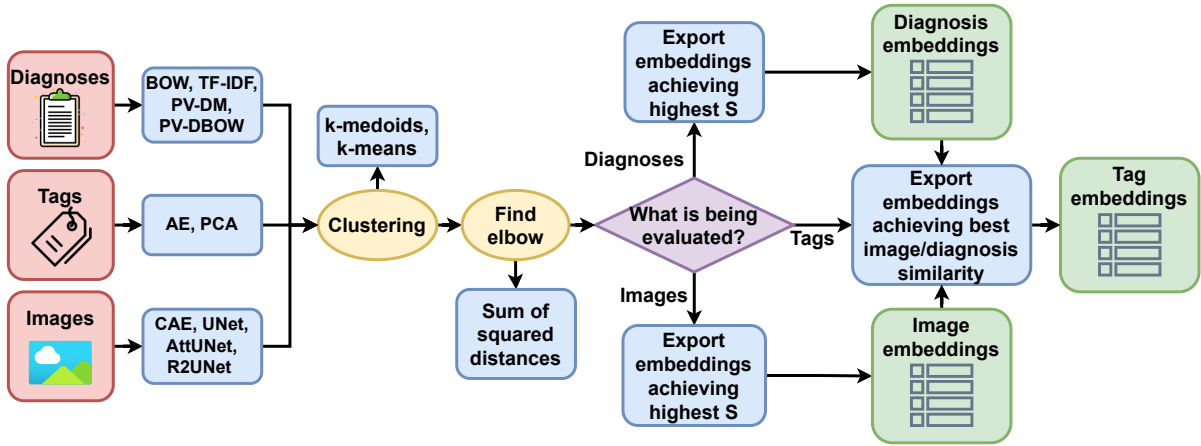 Diagnoses
BOW, TF-IDF,
PV-DM,
PV-DBOW
Tags
AE, PCA
Images
CAE, UNet,
AttUNet,
R2UNet
k-medoids,
k-means
Clustering
Find
elbow
Sum of
squared
distances
What is being
evaluated?
Diagnoses
Tags
Images
Export
embeddings
achieving
highest S
Diagnosis
embeddings
Export
embeddings
achieving best
image/diagnosis
similarity
Tag
embeddings
Export
embeddings
achieving
highest S
Image
embeddings